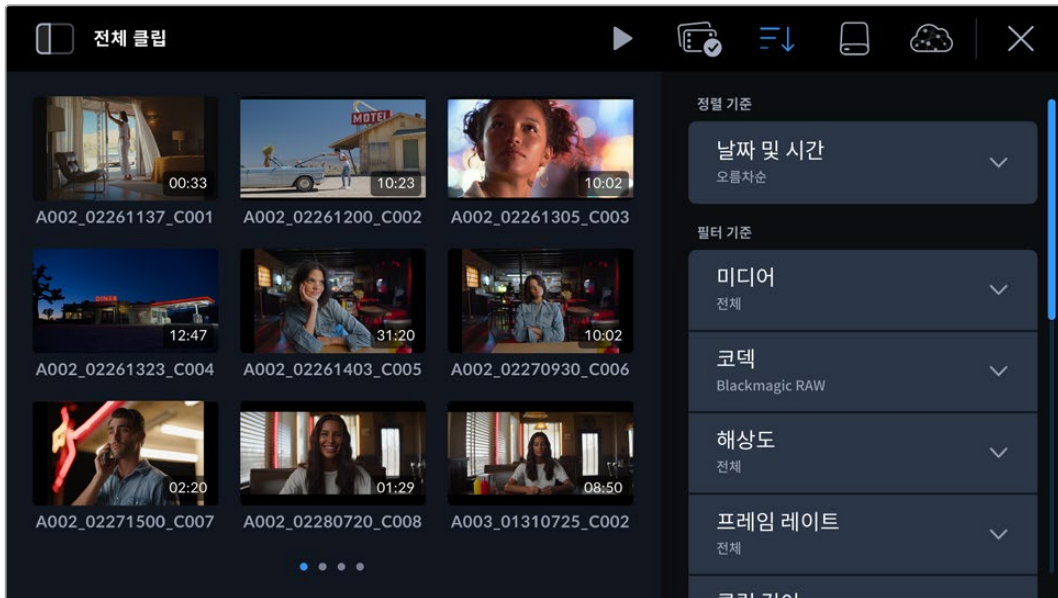 전체 클립
MOTEL
00:33
10:23
10:02
A002_02261137_C001
A002_02261200_C002
A002_02261305_C003
DINER
12:47
31:20
10:02
A002_02261323_C004
A002_02261403_C005
A002_02270930_C006
02:20
01:29
08:50
A002_02271500_C007
A002_02280720_C008
A003_01310725_C002
정렬 기준
날짜 및 시간
오름차순
필터 기준
미디어
전체
코덱
Blackmagic RAW
해상도
전체
프레임 레이트
전체